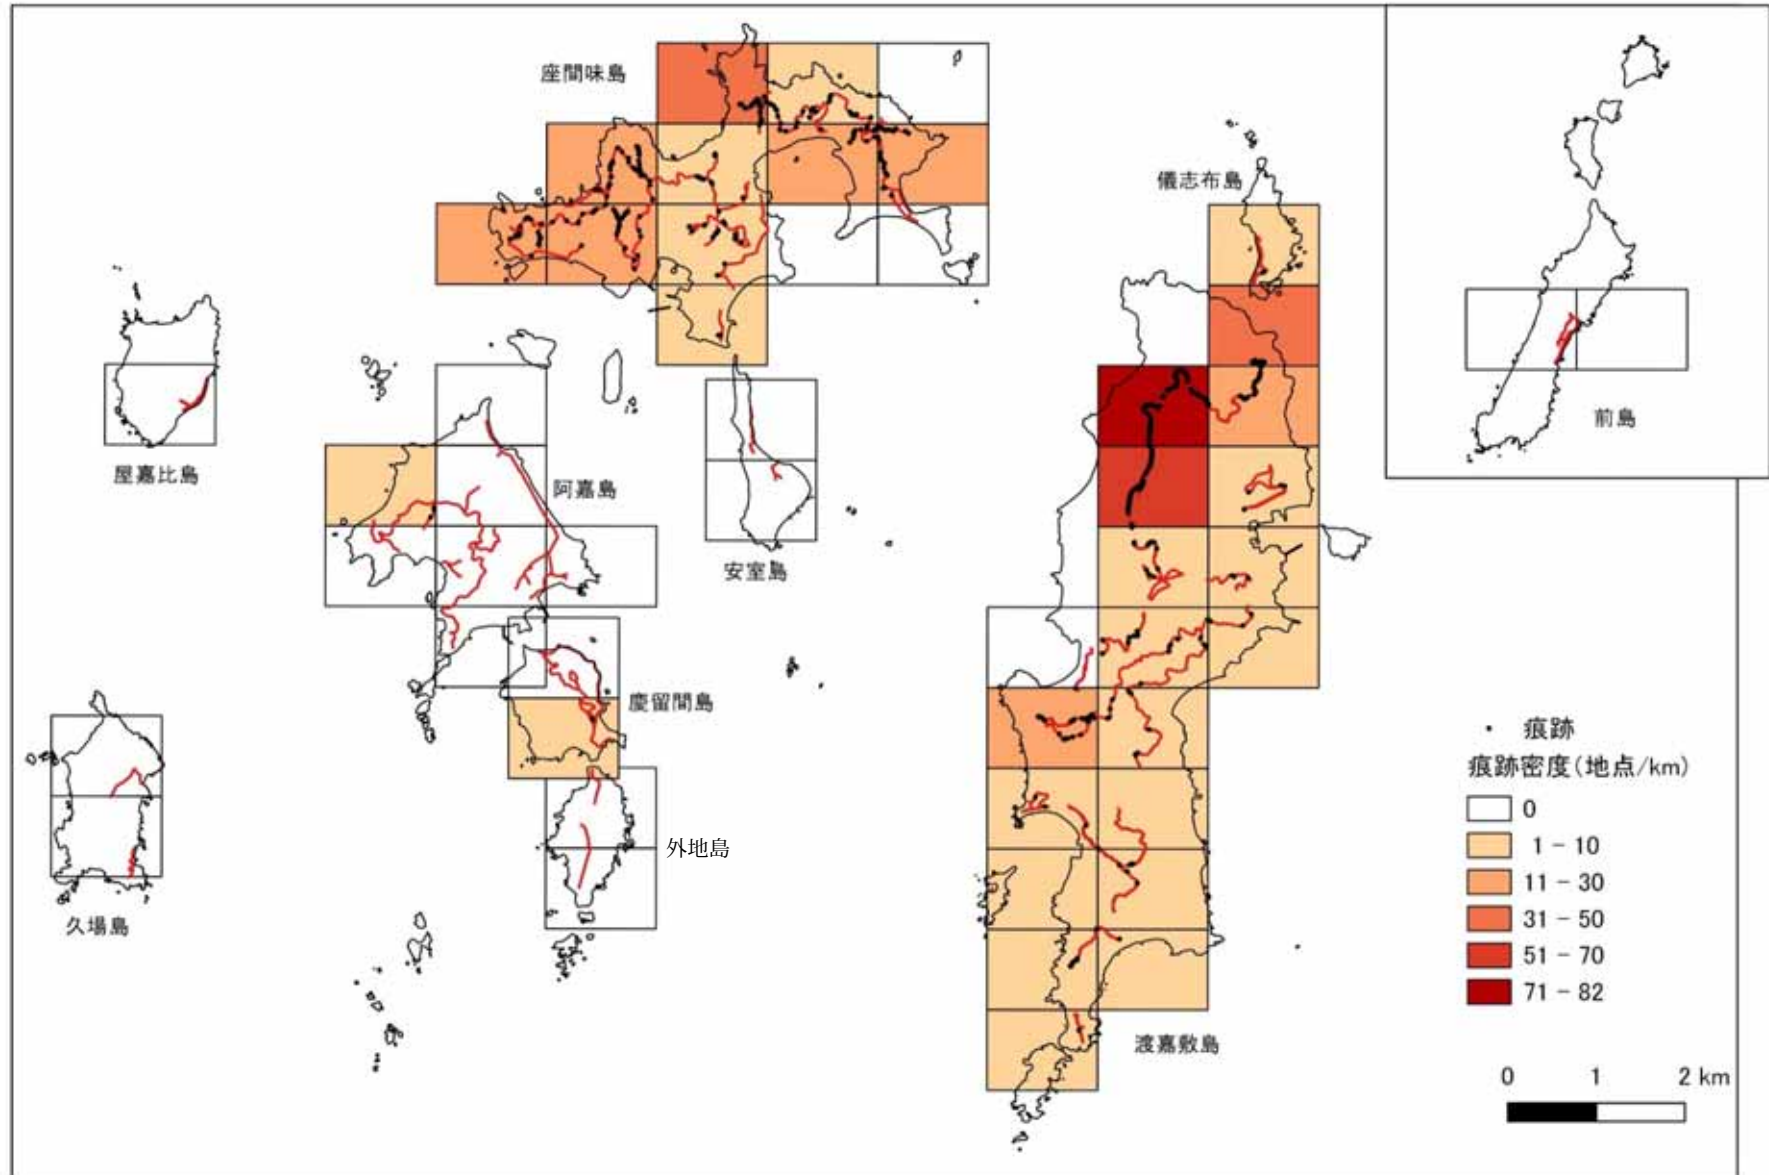 座間味島
儀志布島
前島
屋嘉比島
阿嘉島
安室島
慶留間島
外地島
久場島
渡嘉敷島
・ 痕跡
痕跡密度(地点/km)
0
1 - 10
11 - 30
31 - 50
51 - 70
71 - 82
0 1 2 km